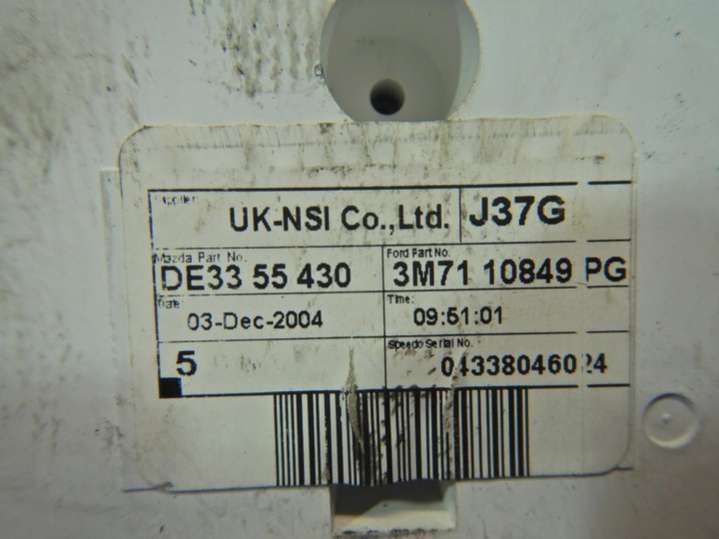 Supplier:
UK-NSI Co.,Ltd. J37G
Mazda Part No. Ford Part No.
DE33 55 430 3M71 10849 PG
Date: Time:
03-Dec-2004 09:51:01
Speedo Serial No.
5